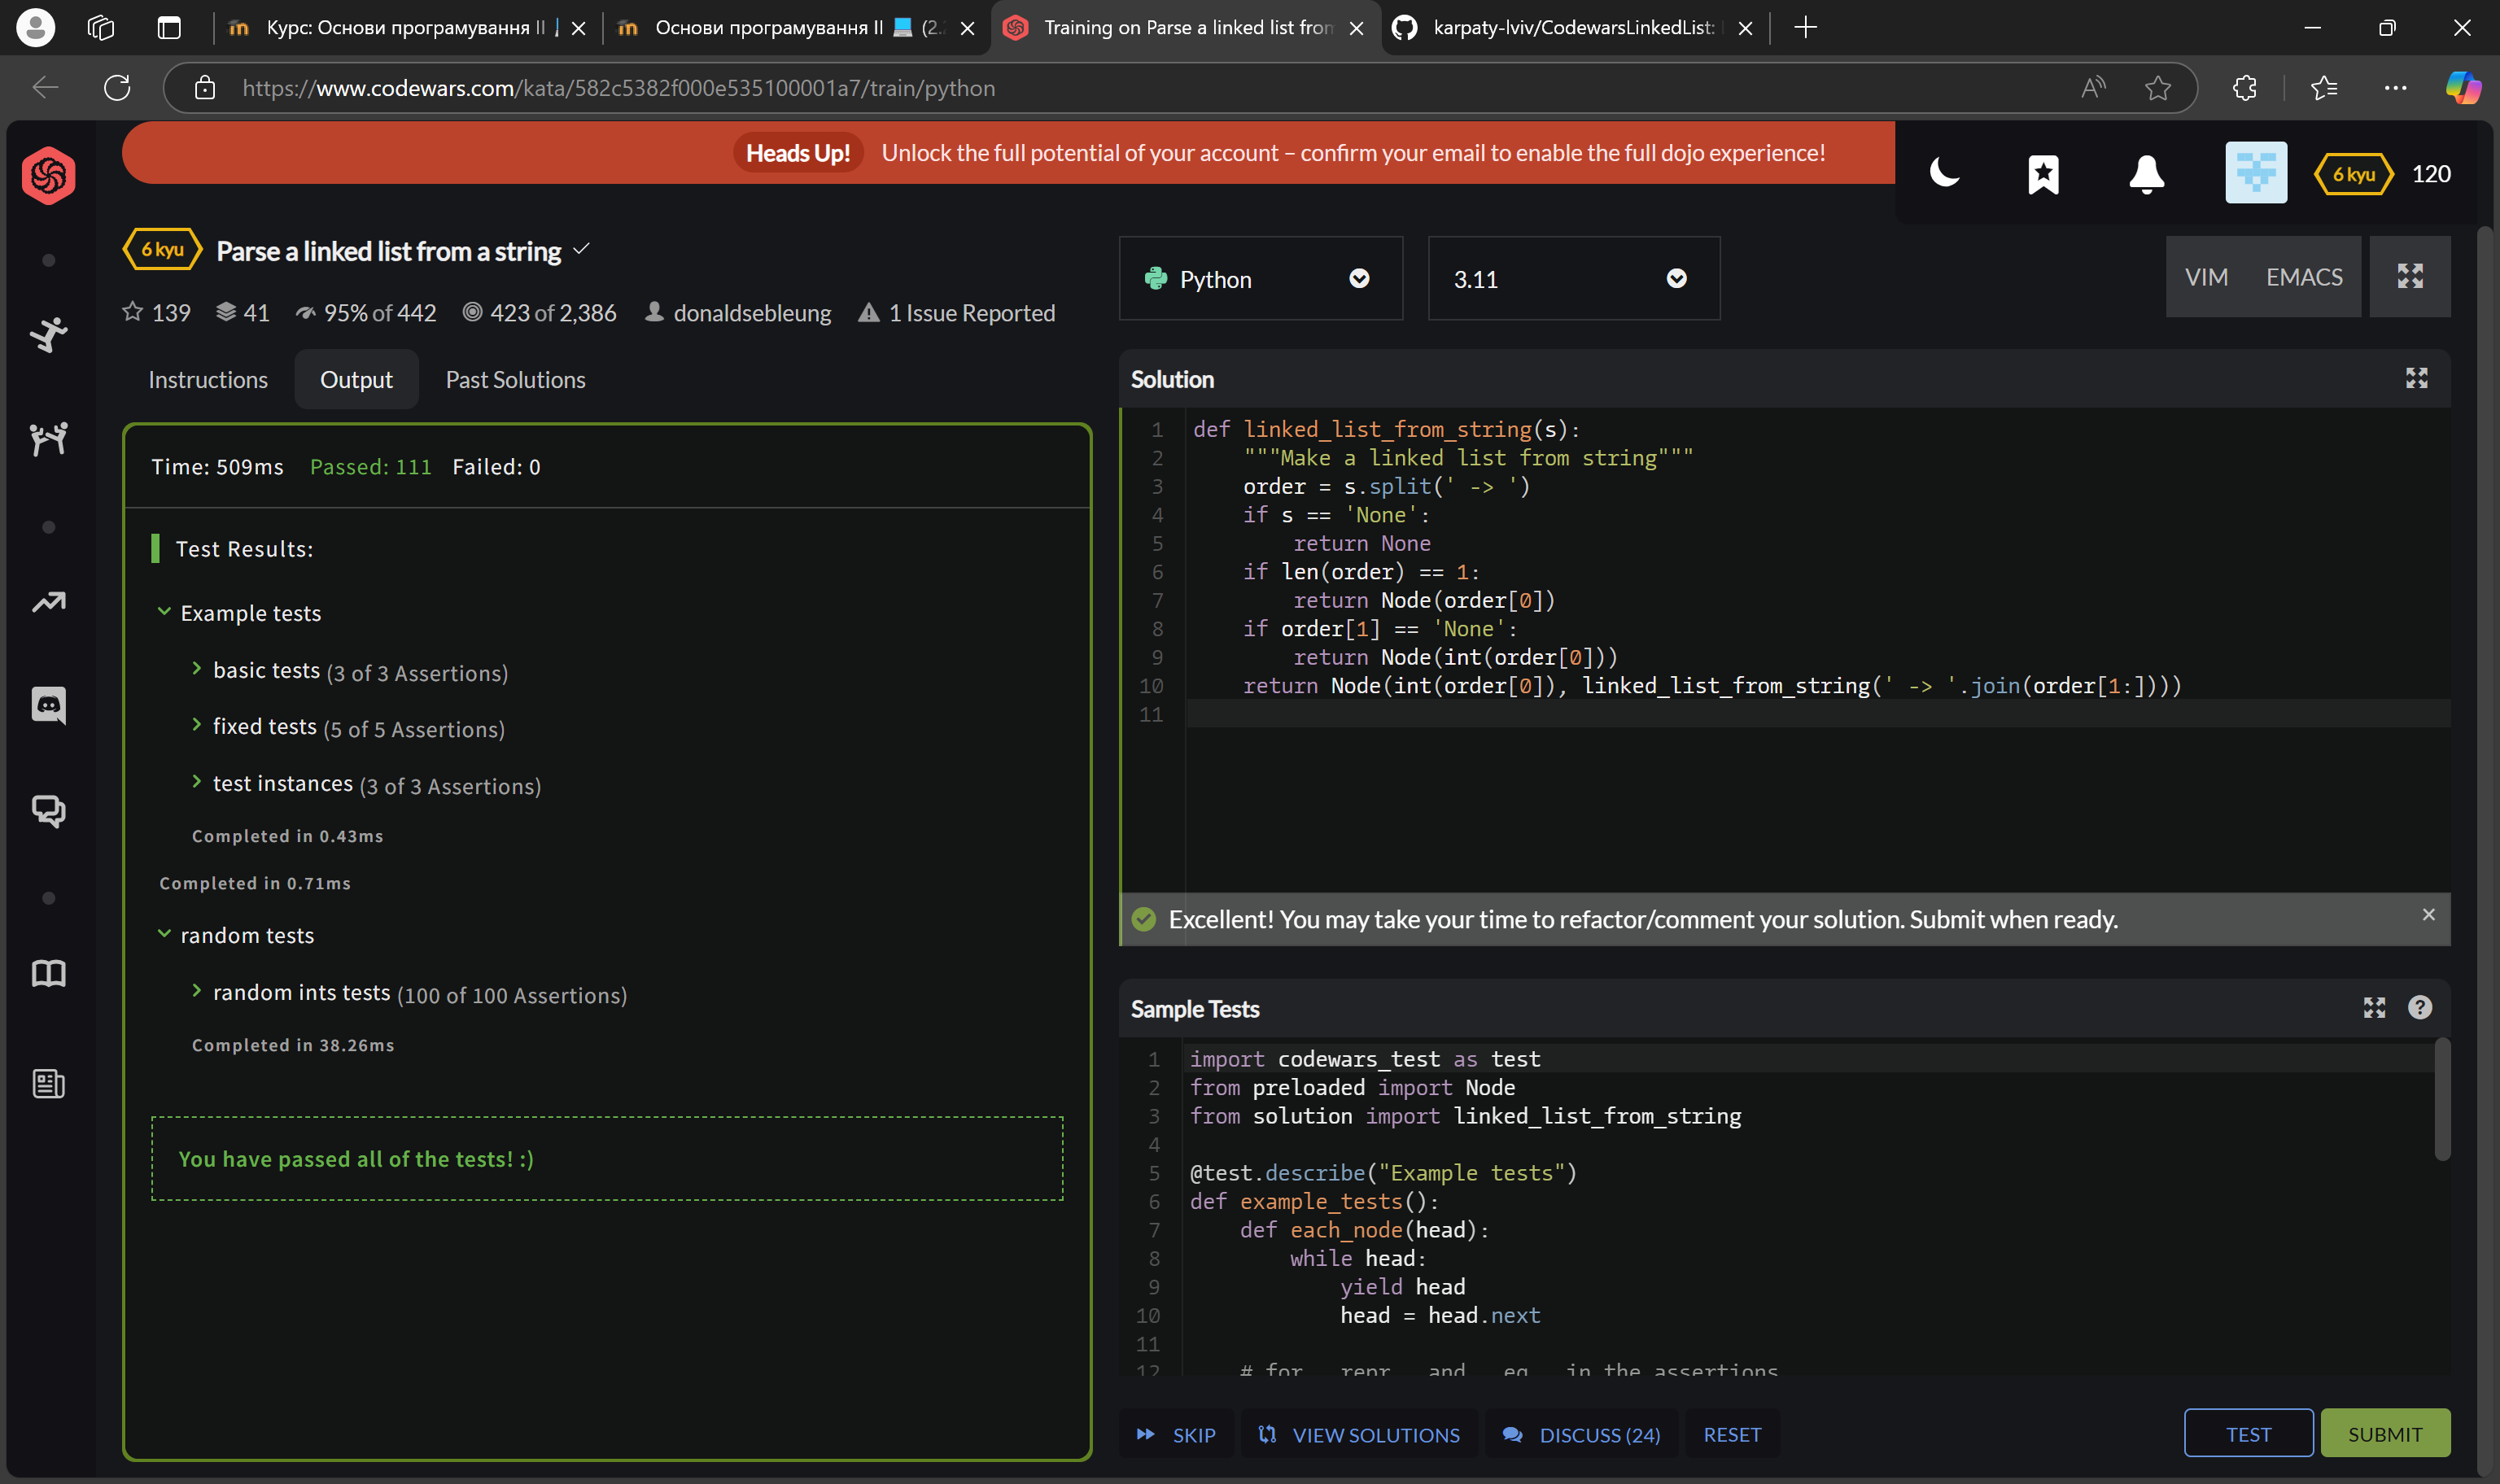 Курс: Основи програмування ІІ
Основи програмування ІІ 💻 (2.
Training on Parse a linked list from
karpaty-lviv/CodewarsLinkedList:
https://www.codewars.com/kata/582c5382f000e535100001a7/train/python
Heads Up! Unlock the full potential of your account – confirm your email to enable the full dojo experience!
6 kyu 120
6 kyu Parse a linked list from a string
139 41 95% of 442 423 of 2,386 donaldsebleung 1 Issue Reported
Instructions Output Past Solutions
Time: 509ms Passed: 111 Failed: 0
Test Results:
Example tests
basic tests (3 of 3 Assertions)
fixed tests (5 of 5 Assertions)
test instances (3 of 3 Assertions)
Completed in 0.43ms
Completed in 0.71ms
random tests
random ints tests (100 of 100 Assertions)
Completed in 38.26ms
You have passed all of the tests! :)
Python 3.11 VIM EMACS
Solution
1 def linked_list_from_string(s):
2     """Make a linked list from string"""
3     order = s.split(' -> ')
4     if s == 'None':
5         return None
6     if len(order) == 1:
7         return Node(order[0])
8     if order[1] == 'None':
9         return Node(int(order[0]))
10     return Node(int(order[0]), linked_list_from_string(' -> '.join(order[1:])))
11
Excellent! You may take your time to refactor/comment your solution. Submit when ready.
Sample Tests
1 import codewars_test as test
2 from preloaded import Node
3 from solution import linked_list_from_string
4
5 @test.describe("Example tests")
6 def example_tests():
7     def each_node(head):
8         while head:
9             yield head
10             head = head.next
11
12     # for __repr__ and __eq__ in the assertions
SKIP VIEW SOLUTIONS DISCUSS (24) RESET TEST SUBMIT